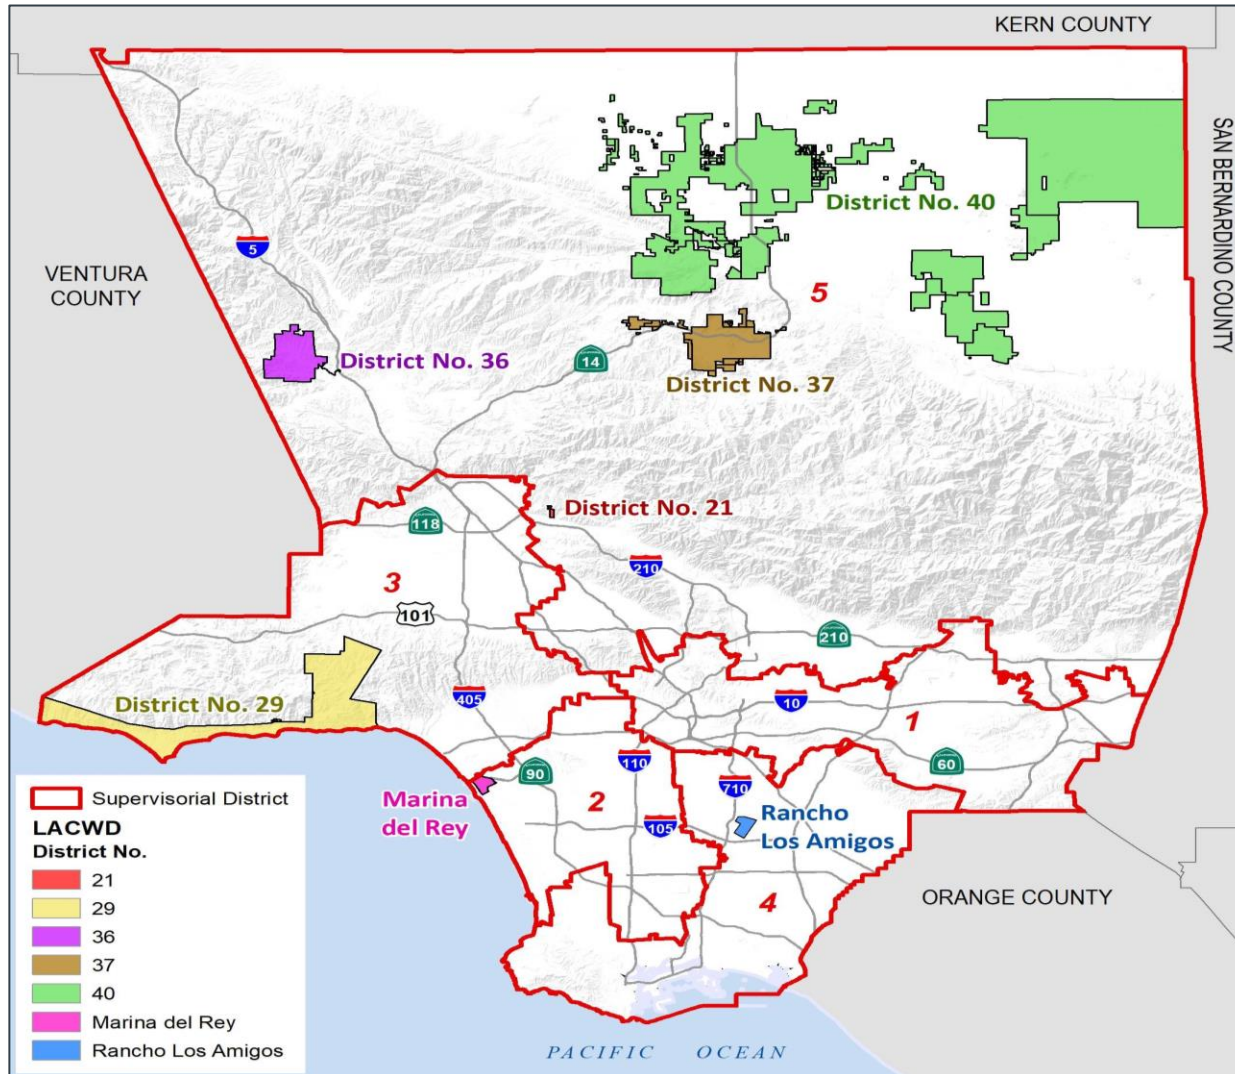 KERN COUNTY
SAN BERNARDINO COUNTY
District No. 40
5
VENTURA
COUNTY
5
District No. 36
14
District No. 37
District No. 21
118
210
3
101
210
District No. 29
405
10
1
110
60
90
710
Marina
del Rey
2
105
Rancho
Los Amigos
4
ORANGE COUNTY
Supervisorial District
LACWD
District No.
21
29
36
37
40
Marina del Rey
Rancho Los Amigos
PACIFIC OCEAN